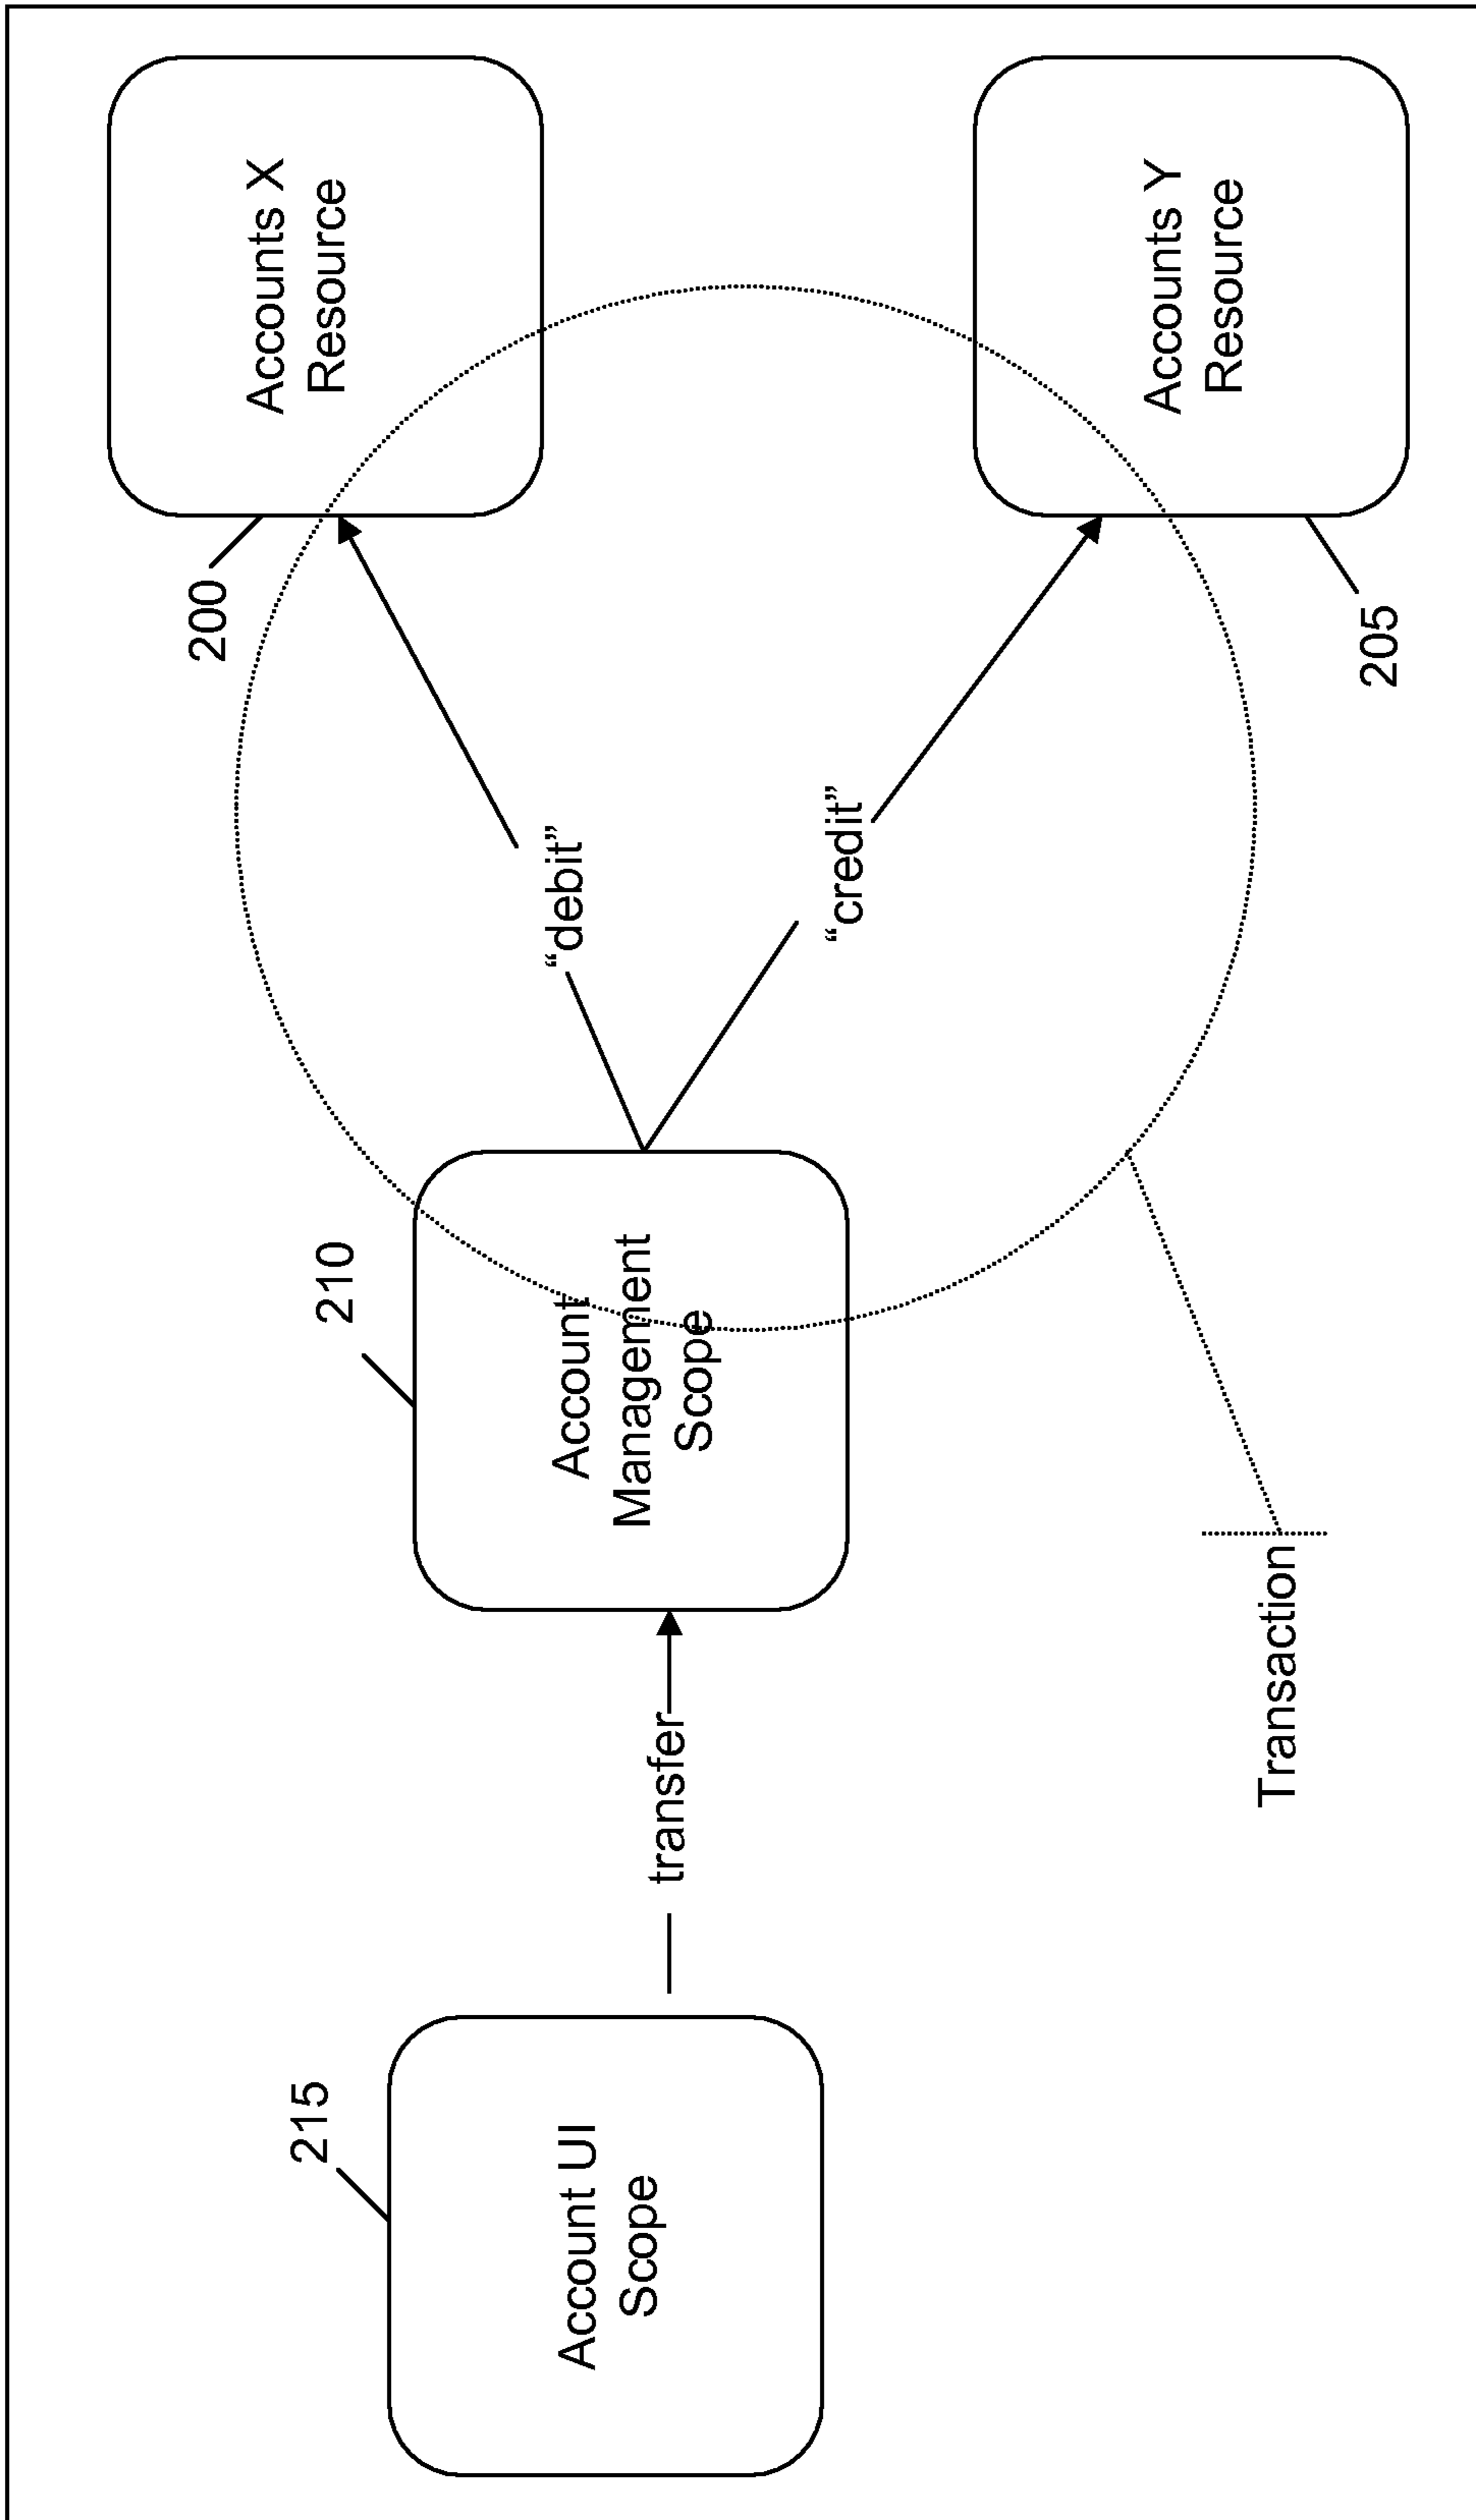 215
Account UI
Scope
transfer
210
Account
Management
Scope
“debit”
“credit”
200
Accounts X
Resource
Accounts Y
Resource
205
Transaction